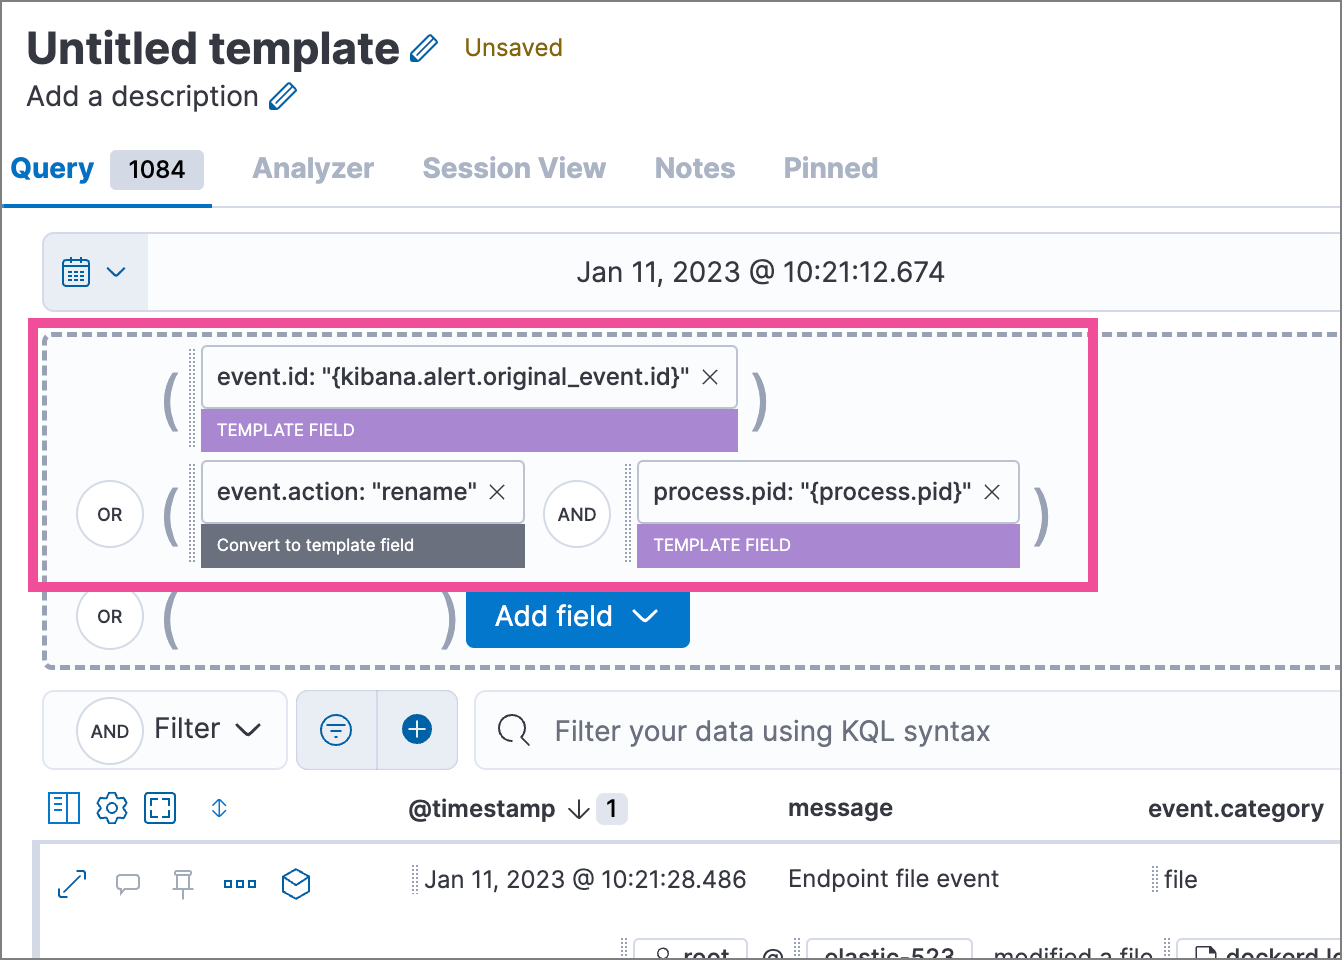 Untitled template Unsaved
Add a description
Query 1084 Analyzer Session View Notes Pinned
Jan 11, 2023 @ 10:21:12.674
( event.id: "{kibana.alert.original_event.id}" )
TEMPLATE FIELD
OR ( event.action: "rename" AND process.pid: "{process.pid}" )
Convert to template field TEMPLATE FIELD
OR ( ) Add field
AND Filter Filter your data using KQL syntax
@timestamp 1 message event.category
Jan 11, 2023 @ 10:21:28.486 Endpoint file event file
root @ elastic-523 modified a file dockerd